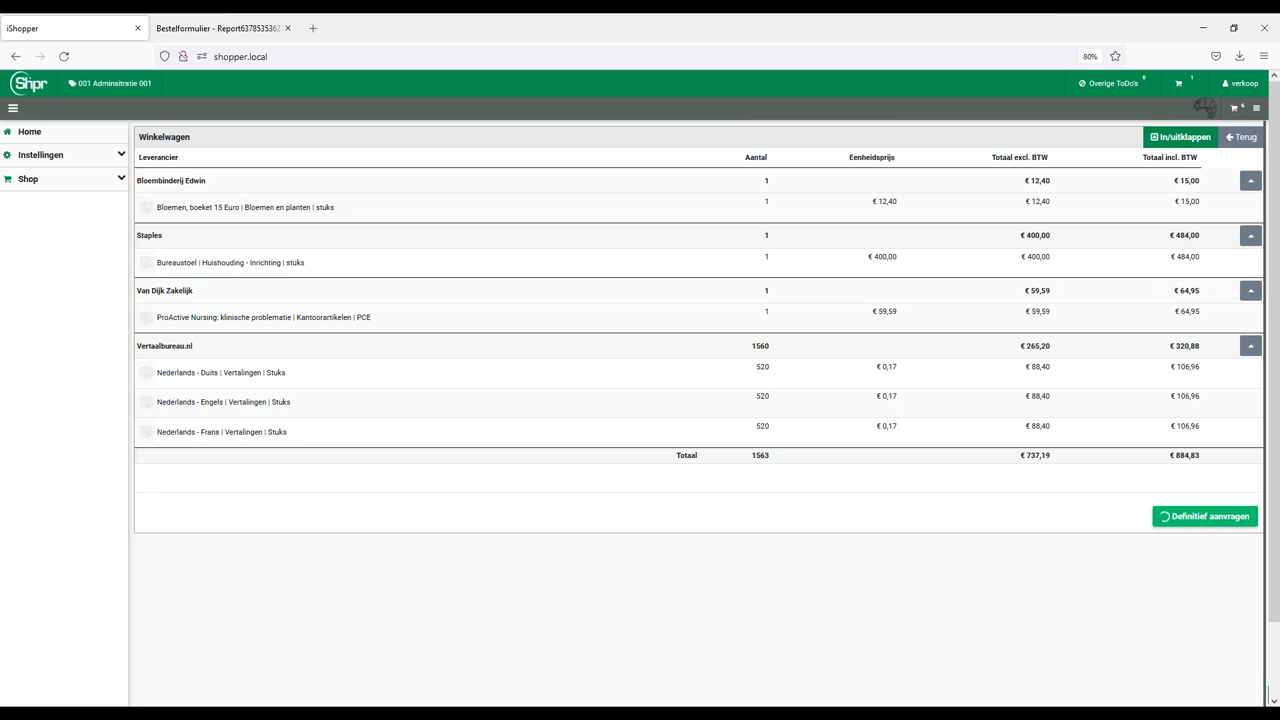 iShopper
Bestelformulier - Report63785353627
shopper.local
80%
Shpr
001 Adminsitratie 001
Overige ToDo's
6
1
verkoop
6
Home
Instellingen
Shop
Winkelwagen
In/uitklappen
Terug
Leverancier Aantal Eenheidsprijs Totaal excl. BTW Totaal incl. BTW
Bloembinderij Edwin 1 € 12,40 € 15,00
Bloemen, boeket 15 Euro | Bloemen en planten | stuks 1 € 12,40 € 12,40 € 15,00
Staples 1 € 400,00 € 484,00
Bureaustoel | Huishouding - Inrichting | stuks 1 € 400,00 € 400,00 € 484,00
Van Dijk Zakelijk 1 € 59,59 € 64,95
ProActive Nursing: klinische problematie | Kantoorartikelen | PCE 1 € 59,59 € 59,59 € 64,95
Vertaalbureau.nl 1560 € 265,20 € 320,88
Nederlands - Duits | Vertalingen | Stuks 520 € 0,17 € 88,40 € 106,96
Nederlands - Engels | Vertalingen | Stuks 520 € 0,17 € 88,40 € 106,96
Nederlands - Frans | Vertalingen | Stuks 520 € 0,17 € 88,40 € 106,96
Totaal 1563 € 737,19 € 884,83
Definitief aanvragen